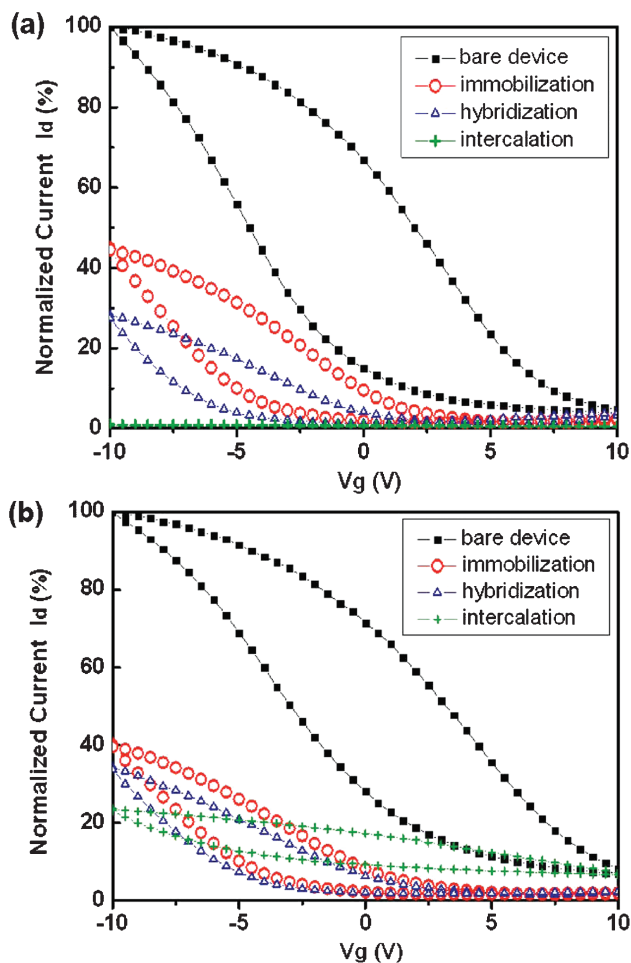 (a)
Normalized Current Id (%)
100
80
60
40
20
0
bare device
immobilization
hybridization
intercalation
-10
-5
0
5
10
Vg (V)
(b)
Normalized Current Id (%)
100
80
60
40
20
0
bare device
immobilization
hybridization
intercalation
-10
-5
0
5
10
Vg (V)